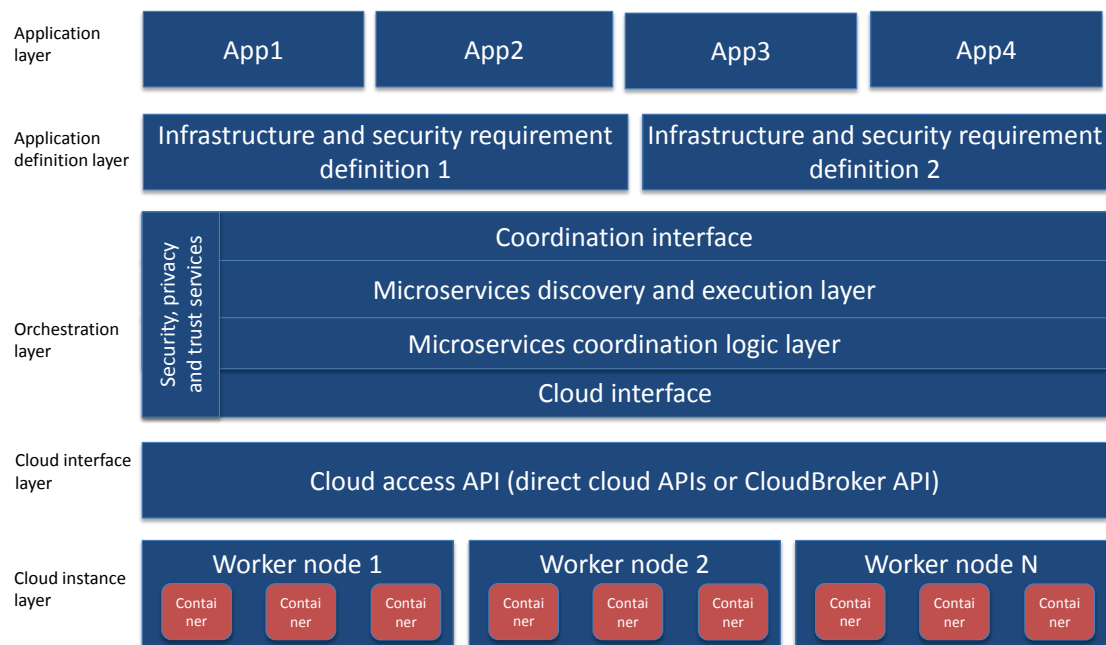 Application
layer
App1
App2
App3
App4
Application
definition layer
Infrastructure and security requirement
definition 1
Infrastructure and security requirement
definition 2
Orchestration
layer
Security, privacy
and trust services
Coordination interface
Microservices discovery and execution layer
Microservices coordination logic layer
Cloud interface
Cloud interface
layer
Cloud access API (direct cloud APIs or CloudBroker API)
Cloud instance
layer
Worker node 1
Contai
ner
Contai
ner
Contai
ner
Worker node 2
Contai
ner
Contai
ner
Contai
ner
Worker node N
Contai
ner
Contai
ner
Contai
ner